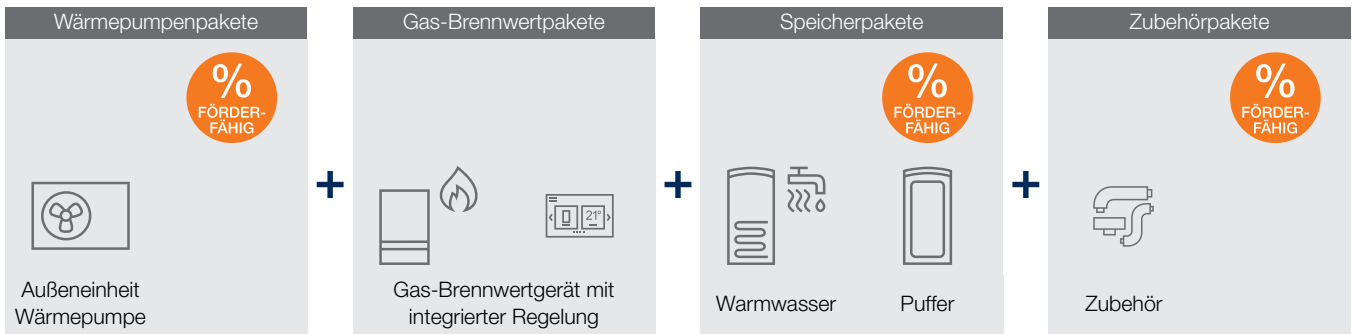 Wärmepumpenpakete
%
FÖRDER-
FÄHIG
Außeneinheit
Wärmepumpe
+
Gas-Brennwertpakete
21°
Gas-Brennwertgerät mit
integrierter Regelung
+
Speicherpakete
%
FÖRDER-
FÄHIG
Warmwasser
Puffer
+
Zubehörpakete
%
FÖRDER-
FÄHIG
Zubehör